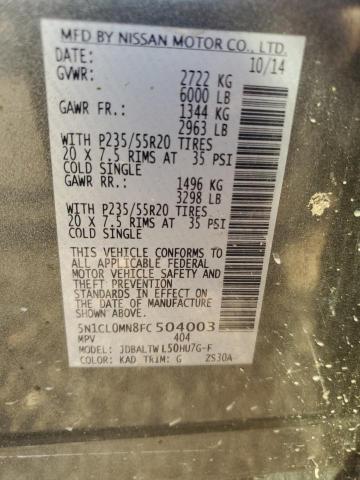 MFD BY NISSAN MOTOR CO., LTD.
DATE: 10/14
GVWR: 2722 KG
6000 LB
GAWR FR.: 1344 KG
2963 LB
WITH P235/55R20 TIRES
20 X 7.5 RIMS AT 35 PSI
COLD SINGLE
GAWR RR.: 1496 KG
3298 LB
WITH P235/55R20 TIRES
20 X 7.5 RIMS AT 35 PSI
COLD SINGLE
THIS VEHICLE CONFORMS TO
ALL APPLICABLE FEDERAL
MOTOR VEHICLE SAFETY AND
THEFT PREVENTION
STANDARDS IN EFFECT ON
THE DATE OF MANUFACTURE
SHOWN ABOVE.
5N1CL0MN8FC504003
MPV 404
MODEL: JDBALTWL50HU7G-F
COLOR: KAD TRIM: G ZS30A